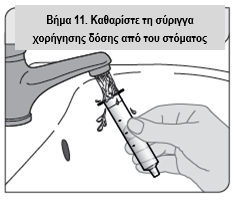 Βήμα 11. Καθαρίστε τη σύριγγα
χορήγησης δόσης από του στόματος